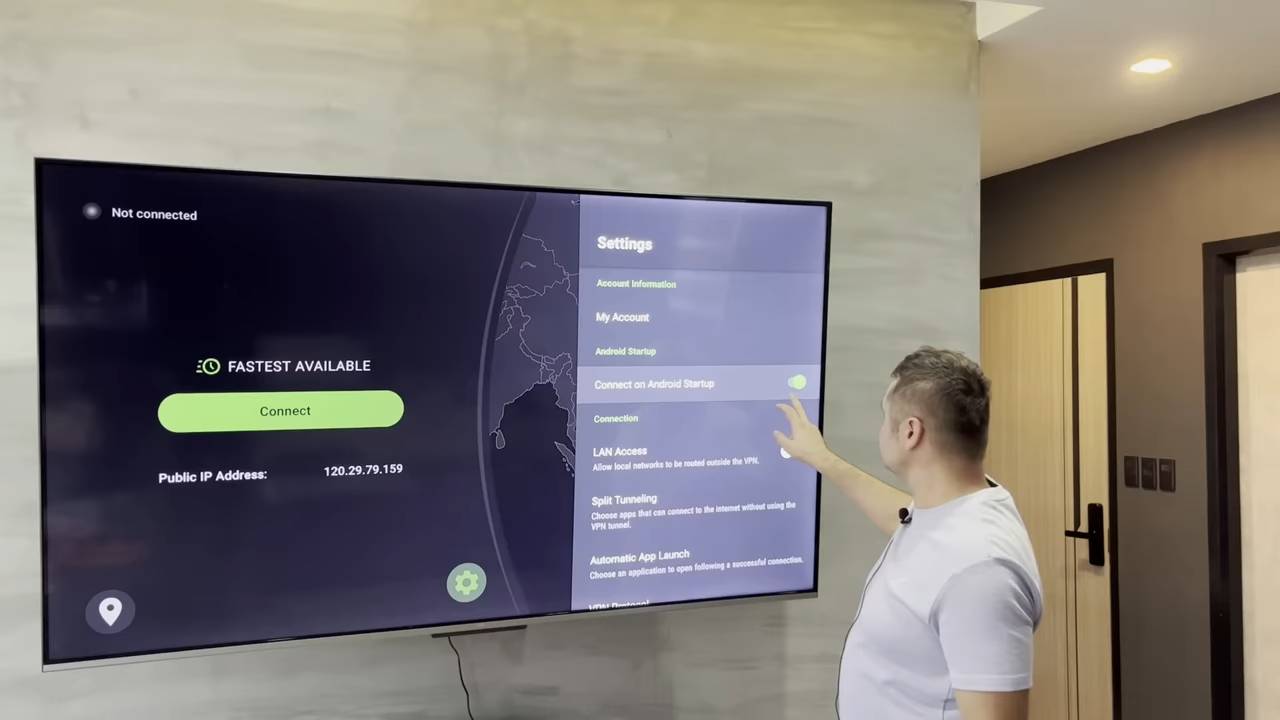 Not connected
FASTEST AVAILABLE
Connect
Public IP Address: 120.29.79.159
Settings
Account Information
My Account
Android Startup
Connect on Android Startup
Connection
LAN Access
Allow local networks to be routed outside the VPN.
Split Tunneling
Choose apps that can connect to the internet without using the
VPN tunnel.
Automatic App Launch
Choose an application to open following a successful connection.
VPN Protocol